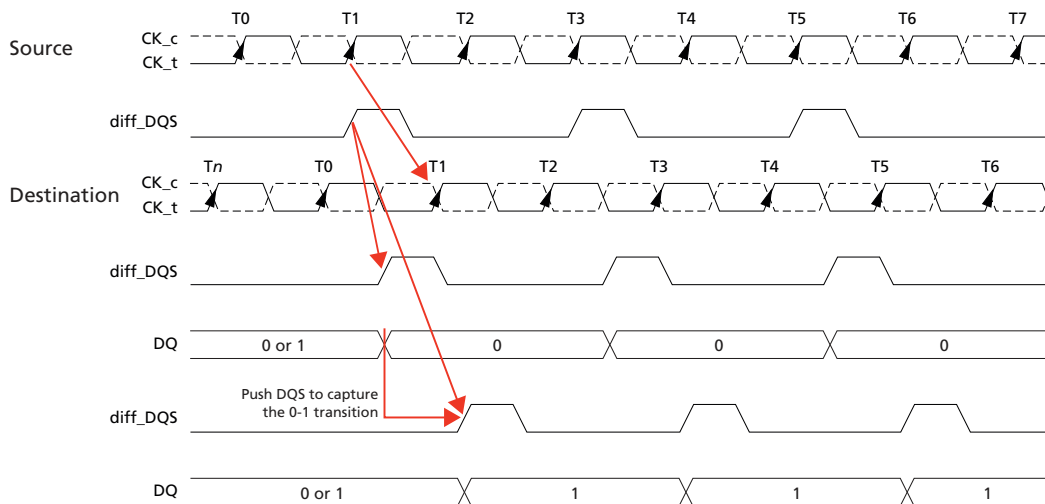 T0 T1 T2 T3 T4 T5 T6 T7
Source
CK_c
CK_t
diff_DQS
Tn T0 T1 T2 T3 T4 T5 T6
Destination
CK_c
CK_t
diff_DQS
DQ
0 or 1 0 0 0
Push DQS to capture
the 0-1 transition
diff_DQS
DQ
0 or 1 1 1 1